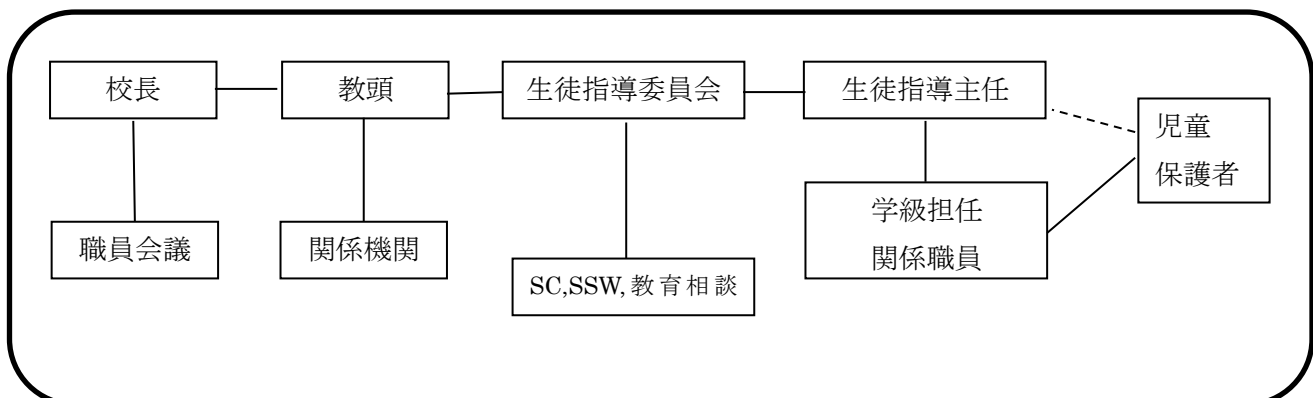 校長
教頭
生徒指導委員会
生徒指導主任
児童
保護者
学級担任
関係職員
職員会議
関係機関
SC,SSW,教育相談